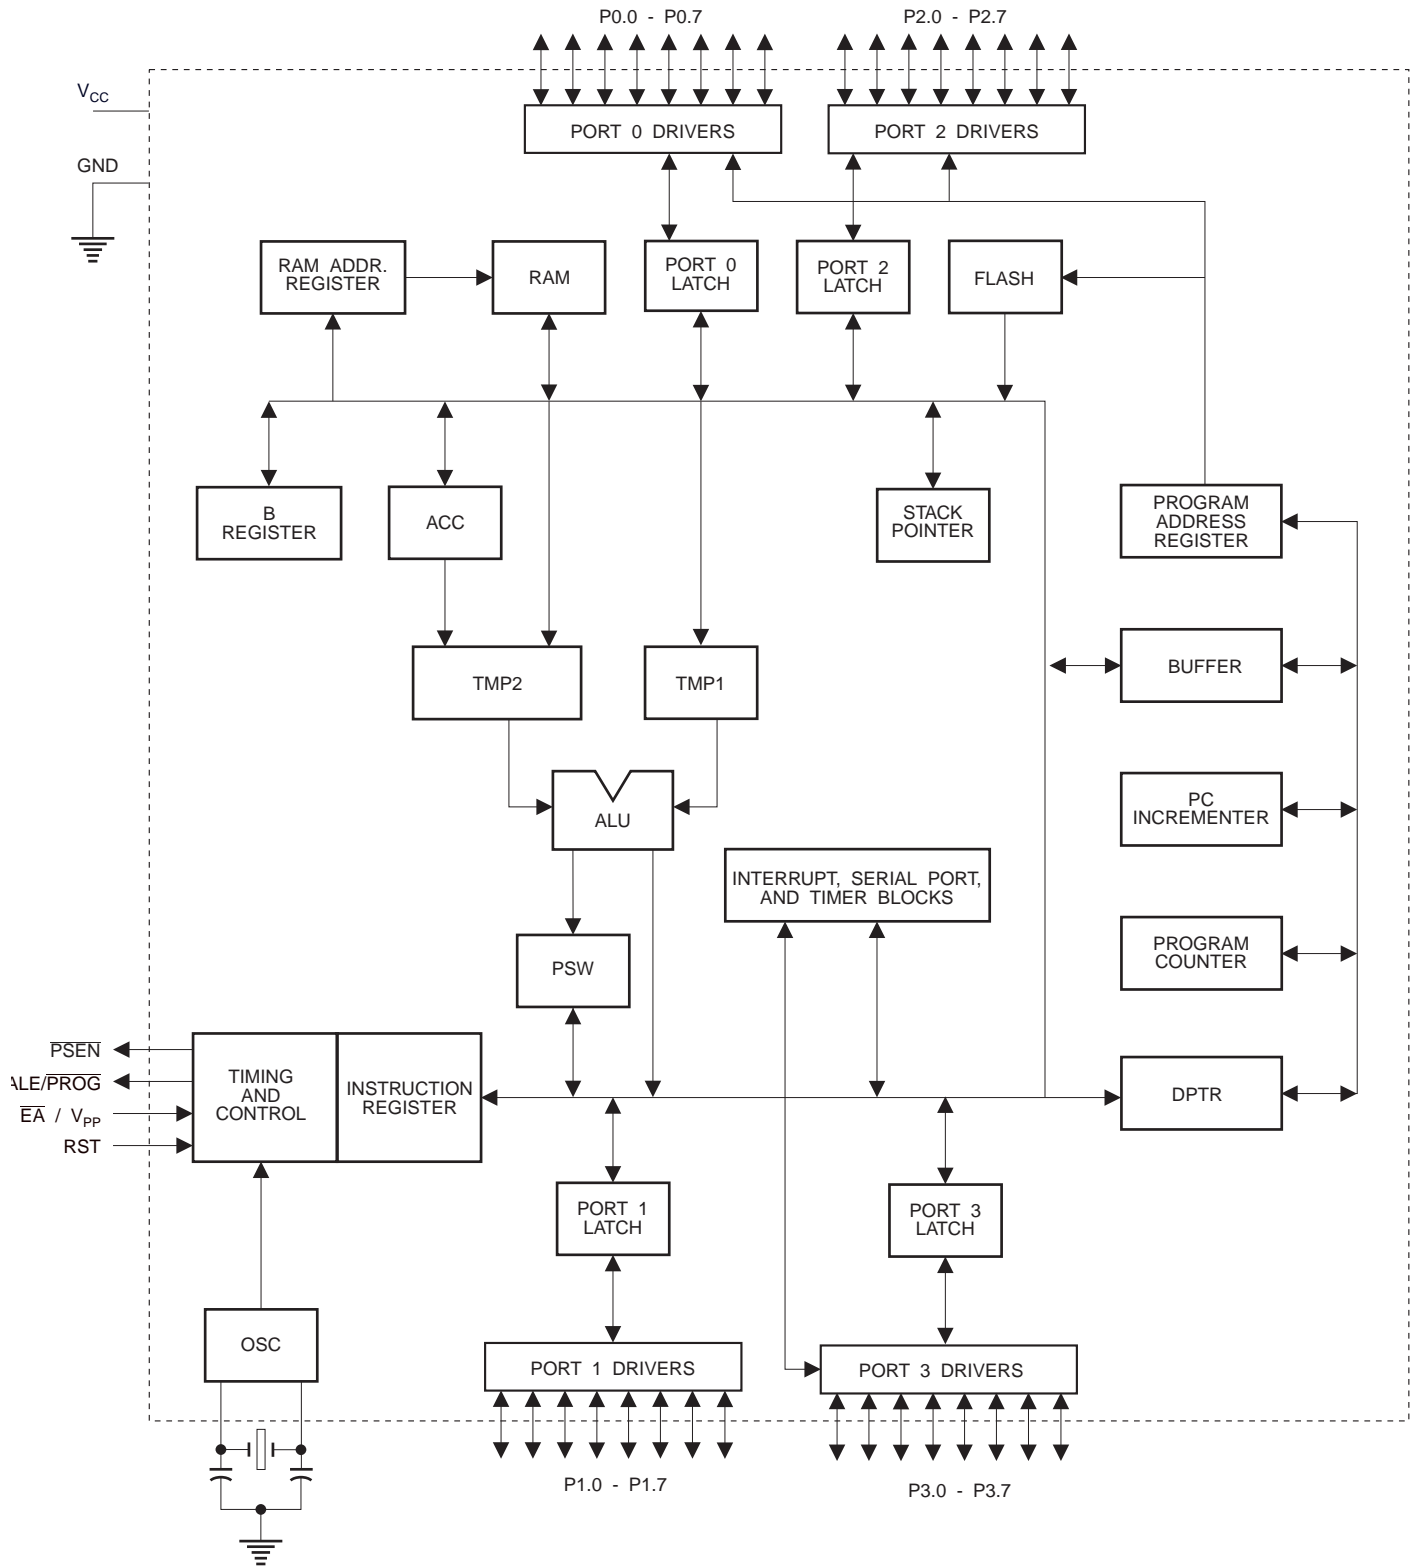 P0.0 - P0.7
P2.0 - P2.7
VCC
PORT 0 DRIVERS
PORT 2 DRIVERS
GND
RAM ADDR.
REGISTER
RAM
PORT 0
LATCH
PORT 2
LATCH
FLASH
B
REGISTER
ACC
STACK
POINTER
PROGRAM
ADDRESS
REGISTER
TMP2
TMP1
BUFFER
ALU
PC
INCREMENTER
INTERRUPT, SERIAL PORT,
AND TIMER BLOCKS
PSW
PROGRAM
COUNTER
PSEN
ALE/PROG
EA / VPP
RST
TIMING
AND
CONTROL
INSTRUCTION
REGISTER
DPTR
PORT 1
LATCH
PORT 3
LATCH
OSC
PORT 1 DRIVERS
PORT 3 DRIVERS
P1.0 - P1.7
P3.0 - P3.7